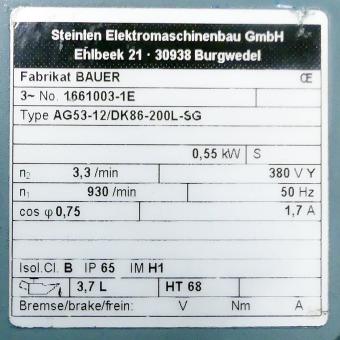 Steinlen Elektromaschinenbau GmbH
Ehlbeek 21 · 30938 Burgwedel
Fabrikat BAUER CE
3~ No. 1661003-1E
Type AG53-12/DK86-200L-SG
0,55 kW S
n₂ 3,3 /min 380 V Y
n₁ 930 /min 50 Hz
cos φ 0,75 1,7 A
Isol.Cl. B IP 65 IM H1
3,7 L HT 68
Bremse/brake/frein: V Nm A